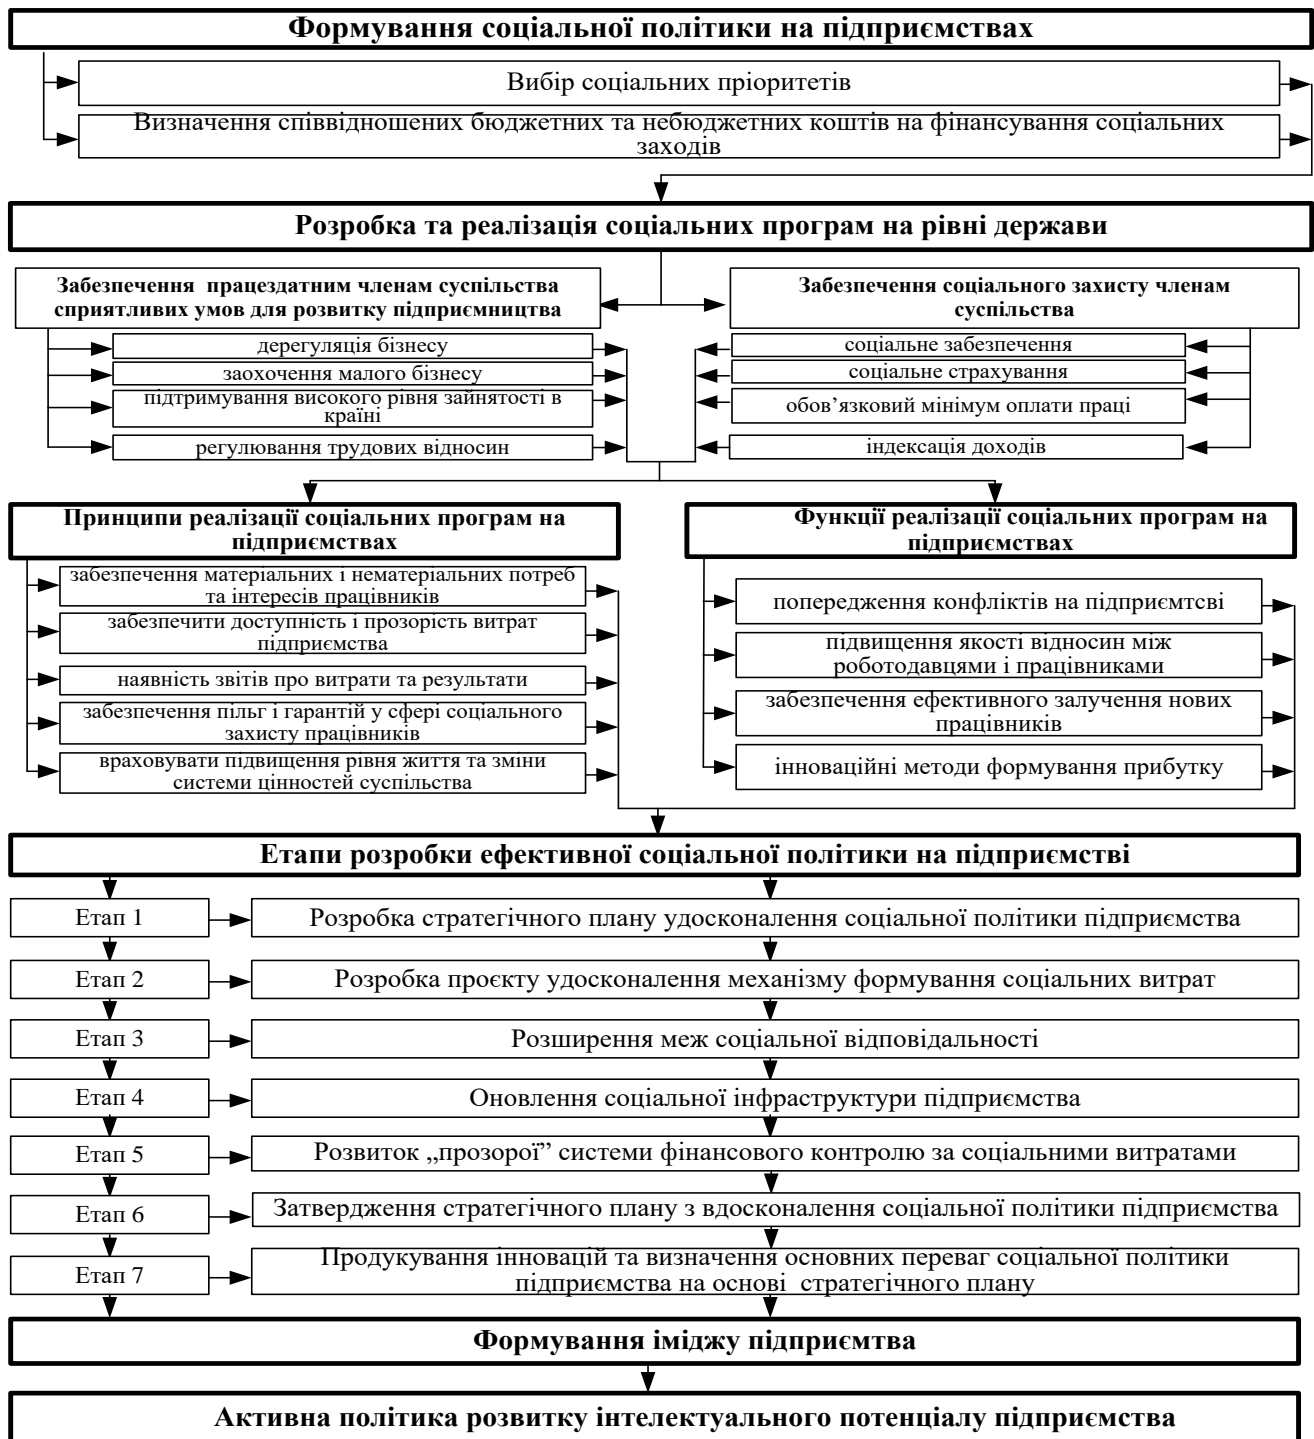 Формування соціальної політики на підприємствах
Вибір соціальних пріоритетів
Визначення співвідношених бюджетних та небюджетних коштів на фінансування соціальних
заходів
Розробка та реалізація соціальних програм на рівні держави
Забезпечення працездатним членам суспільства
сприятливих умов для розвитку підприємництва
дерегуляція бізнесу
заохочення малого бізнесу
підтримування високого рівня зайнятості в
країні
регулювання трудових відносин
Забезпечення соціального захисту членам
суспільства
соціальне забезпечення
соціальне страхування
обов’язковий мінімум оплати праці
індексація доходів
Принципи реалізації соціальних програм на
підприємствах
забезпечення матеріальних і нематеріальних потреб
та інтересів працівників
забезпечити доступність і прозорість витрат
підприємства
наявність звітів про витрати та результати
забезпечення пільг і гарантій у сфері соціального
захисту працівників
враховувати підвищення рівня життя та зміни
системи цінностей суспільства
Функції реалізації соціальних програм на
підприємствах
попередження конфліктів на підприємтсві
підвищення якості відносин між
роботодавцями і працівниками
забезпечення ефективного залучення нових
працівників
інноваційні методи формування прибутку
Етапи розробки ефективної соціальної політики на підприємстві
Етап 1
Розробка стратегічного плану удосконалення соціальної політики підприємства
Етап 2
Розробка проєкту удосконалення механізму формування соціальних витрат
Етап 3
Розширення меж соціальної відповідальності
Етап 4
Оновлення соціальної інфраструктури підприємства
Етап 5
Розвиток „прозорої” системи фінансового контролю за соціальними витратами
Етап 6
Затвердження стратегічного плану з вдосконалення соціальної політики підприємства
Етап 7
Продукування інновацій та визначення основних переваг соціальної політики
підприємства на основі стратегічного плану
Формування іміджу підприємтва
Активна політика розвитку інтелектуального потенціалу підприємства